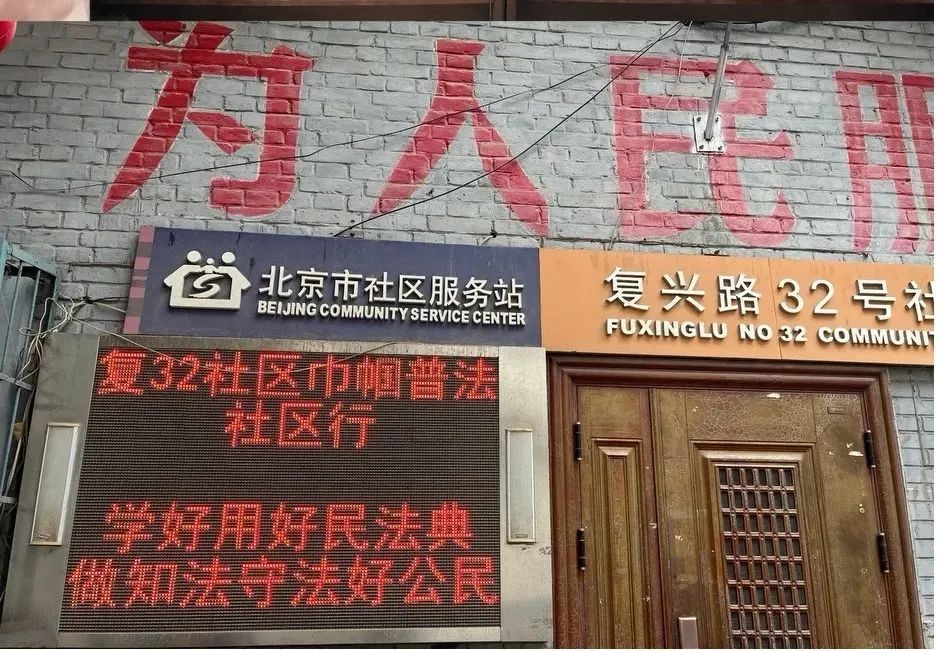 为人民服
北京市社区服务站
BEIJING COMMUNITY SERVICE CENTER
复兴路32号社
FUXINGLU NO 32 COMMUNIT
复32社区巾帼普法
社区行
学好用好民法典
做知法守法好公民